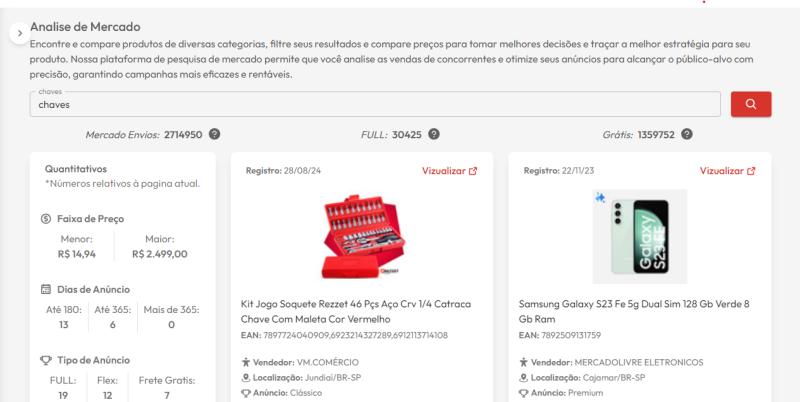 Analise de Mercado
Encontre e compare produtos de diversas categorias, filtre seus resultados e compare preços para tomar melhores decisões e traçar a melhor estratégia para seu
produto. Nossa plataforma de pesquisa de mercado permite que você analise as vendas de concorrentes e otimize seus anúncios para alcançar o público-alvo com
precisão, garantindo campanhas mais eficazes e rentáveis.
chaves
chaves
Mercado Envios: 2714950 ?
FULL: 30425 ?
Grátis: 1359752 ?
Quantitativos
*Números relativos à pagina atual.
Faixa de Preço
Menor: Maior:
R$ 14,94 R$ 2.499,00
Dias de Anúncio
Até 180: Até 365: Mais de 365:
13 6 0
Tipo de Anúncio
FULL: Flex: Frete Gratis:
19 12 7
Registro: 28/08/24 Vizualizar
Kit Jogo Soquete Rezzet 46 Pçs Aço Crv 1/4 Catraca
Chave Com Maleta Cor Vermelho
EAN: 7897724040909,6923214327289,6912113714108
Vendedor: VM.COMÉRCIO
Localização: Jundiaí/BR-SP
Anúncio: Clássico
Registro: 22/11/23 Vizualizar
Galaxy
S23 FE
Samsung Galaxy S23 Fe 5g Dual Sim 128 Gb Verde 8
Gb Ram
EAN: 7892509131759
Vendedor: MERCADOLIVRE ELETRONICOS
Localização: Cajamar/BR-SP
Anúncio: Premium